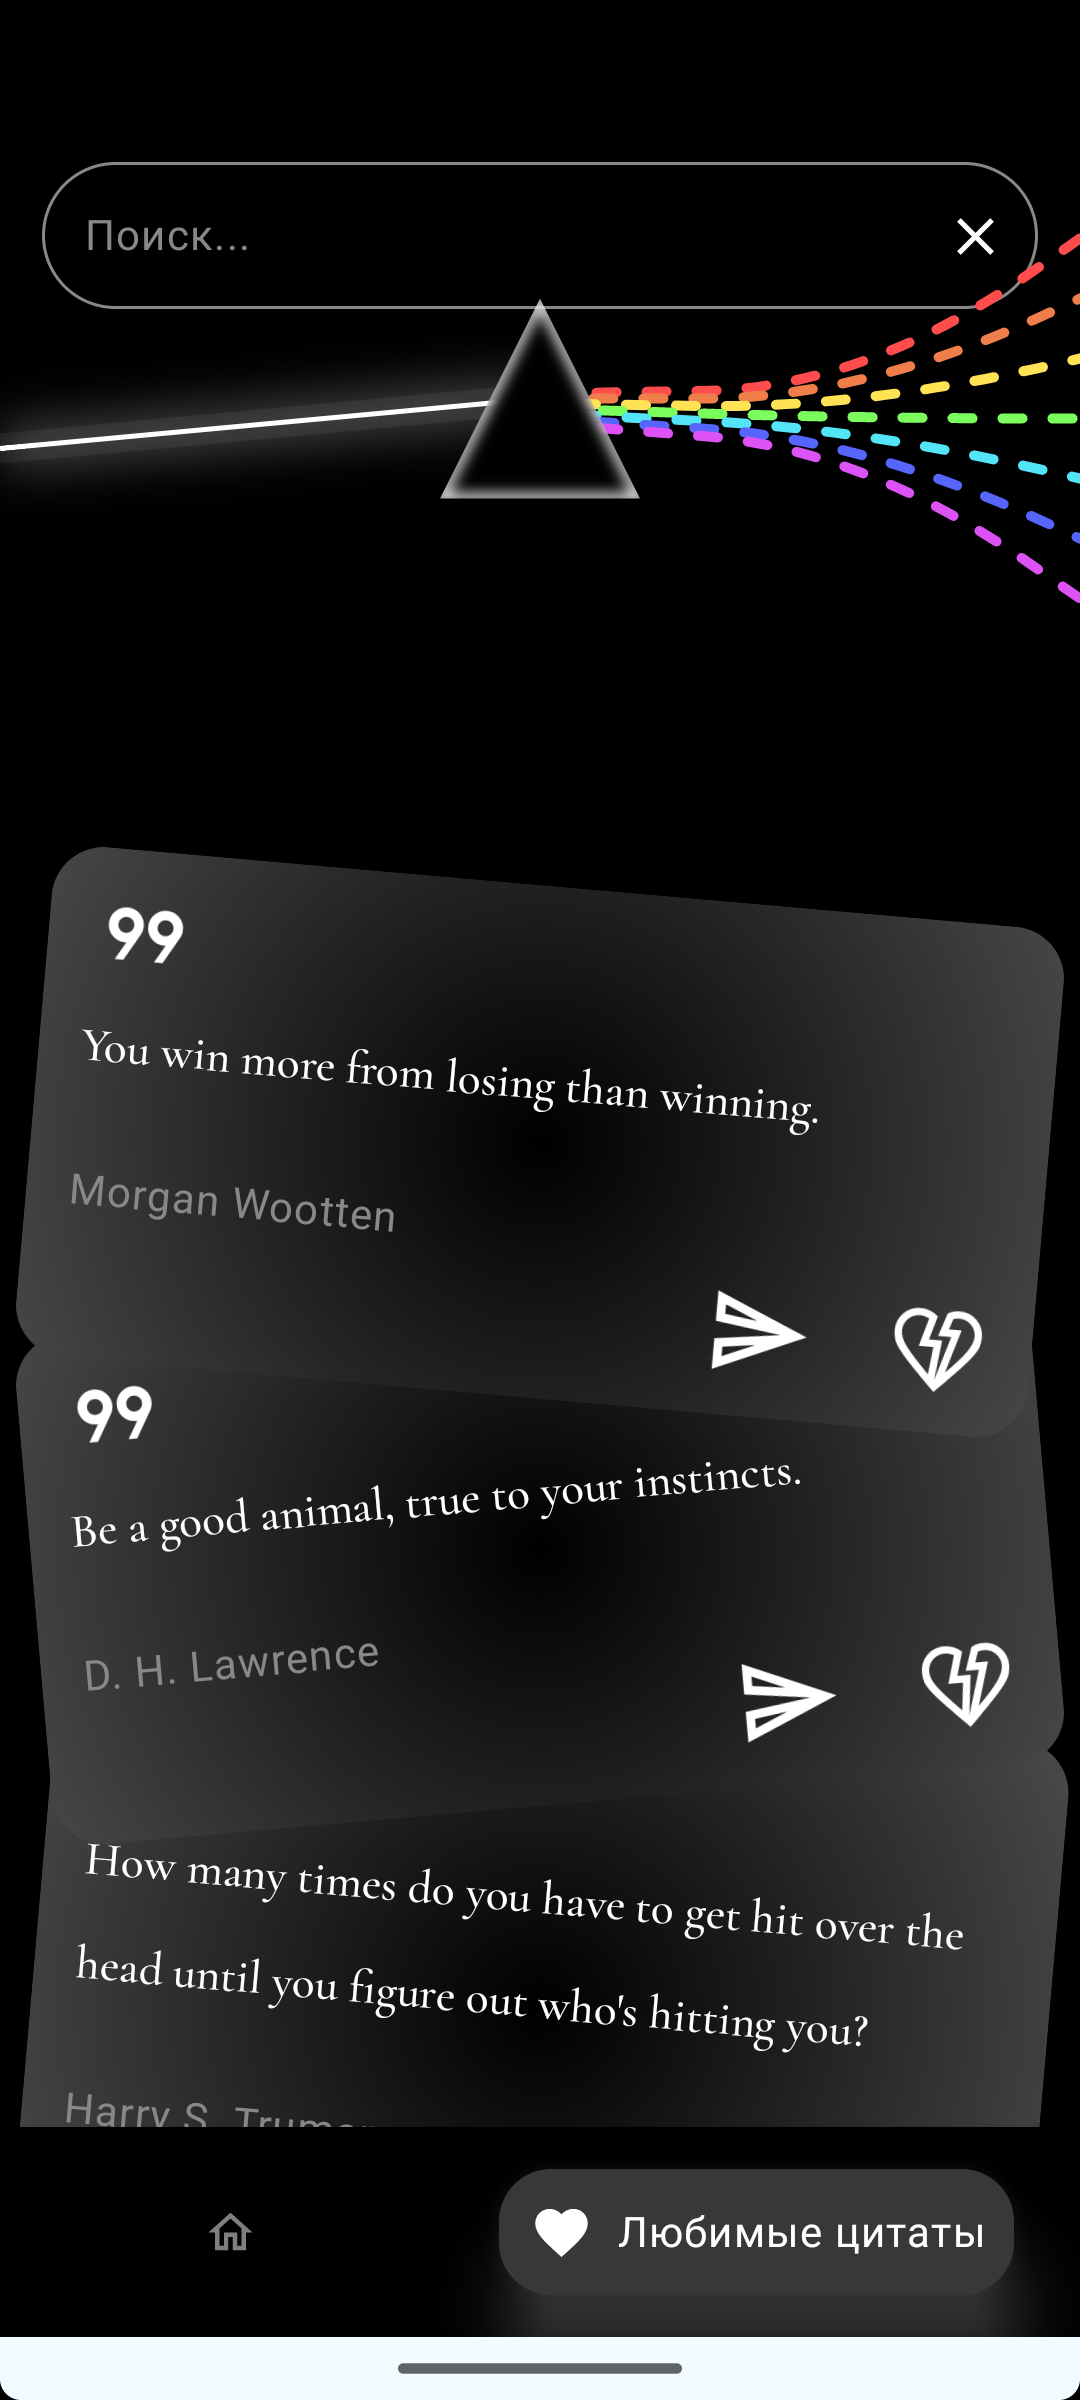 Поиск...
99
You win more from losing than winning.
Morgan Wootten
99
Be a good animal, true to your instincts.
D. H. Lawrence
How many times do you have to get hit over the
head until you figure out who's hitting you?
Harry S.
Любимые цитаты